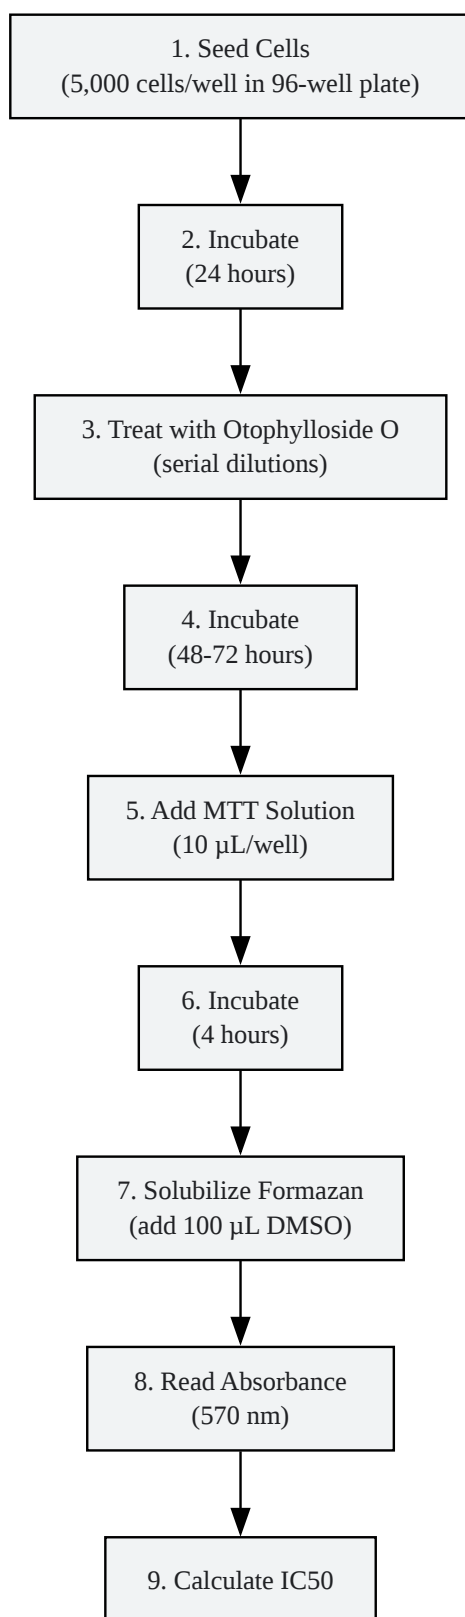 1. Seed Cells
(5,000 cells/well in 96-well plate)
2. Incubate
(24 hours)
3. Treat with Otophylloside O
(serial dilutions)
4. Incubate
(48-72 hours)
5. Add MTT Solution
(10 µL/well)
6. Incubate
(4 hours)
7. Solubilize Formazan
(add 100 µL DMSO)
8. Read Absorbance
(570 nm)
9. Calculate IC50